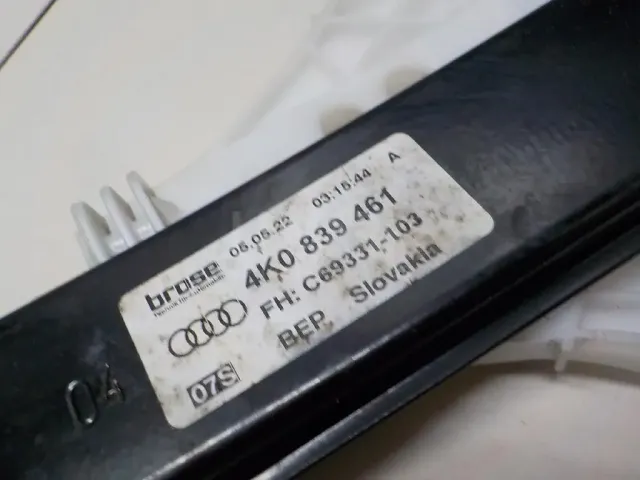 brose 05.05.22 03:15:44 A
4K0 839 461
FH: C69331-103
BEP Slovakia
07S
04